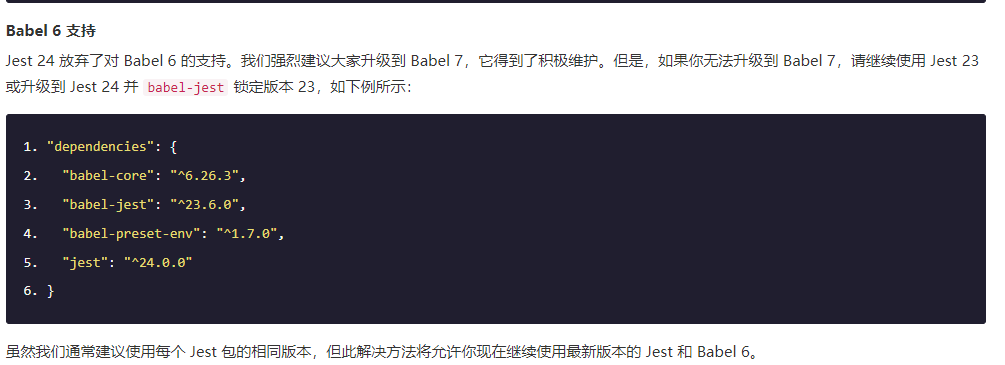 Babel 6 支持
Jest 24 放弃了对 Babel 6 的支持。我们强烈建议大家升级到 Babel 7，它得到了积极维护。但是，如果你无法升级到 Babel 7，请继续使用 Jest 23
或升级到 Jest 24 并 babel-jest 锁定版本 23，如下例所示：
1. "dependencies": {
2.   "babel-core": "^6.26.3",
3.   "babel-jest": "^23.6.0",
4.   "babel-preset-env": "^1.7.0",
5.   "jest": "^24.0.0"
6. }
虽然我们通常建议使用每个 Jest 包的相同版本，但此解决方法将允许你现在继续使用最新版本的 Jest 和 Babel 6。